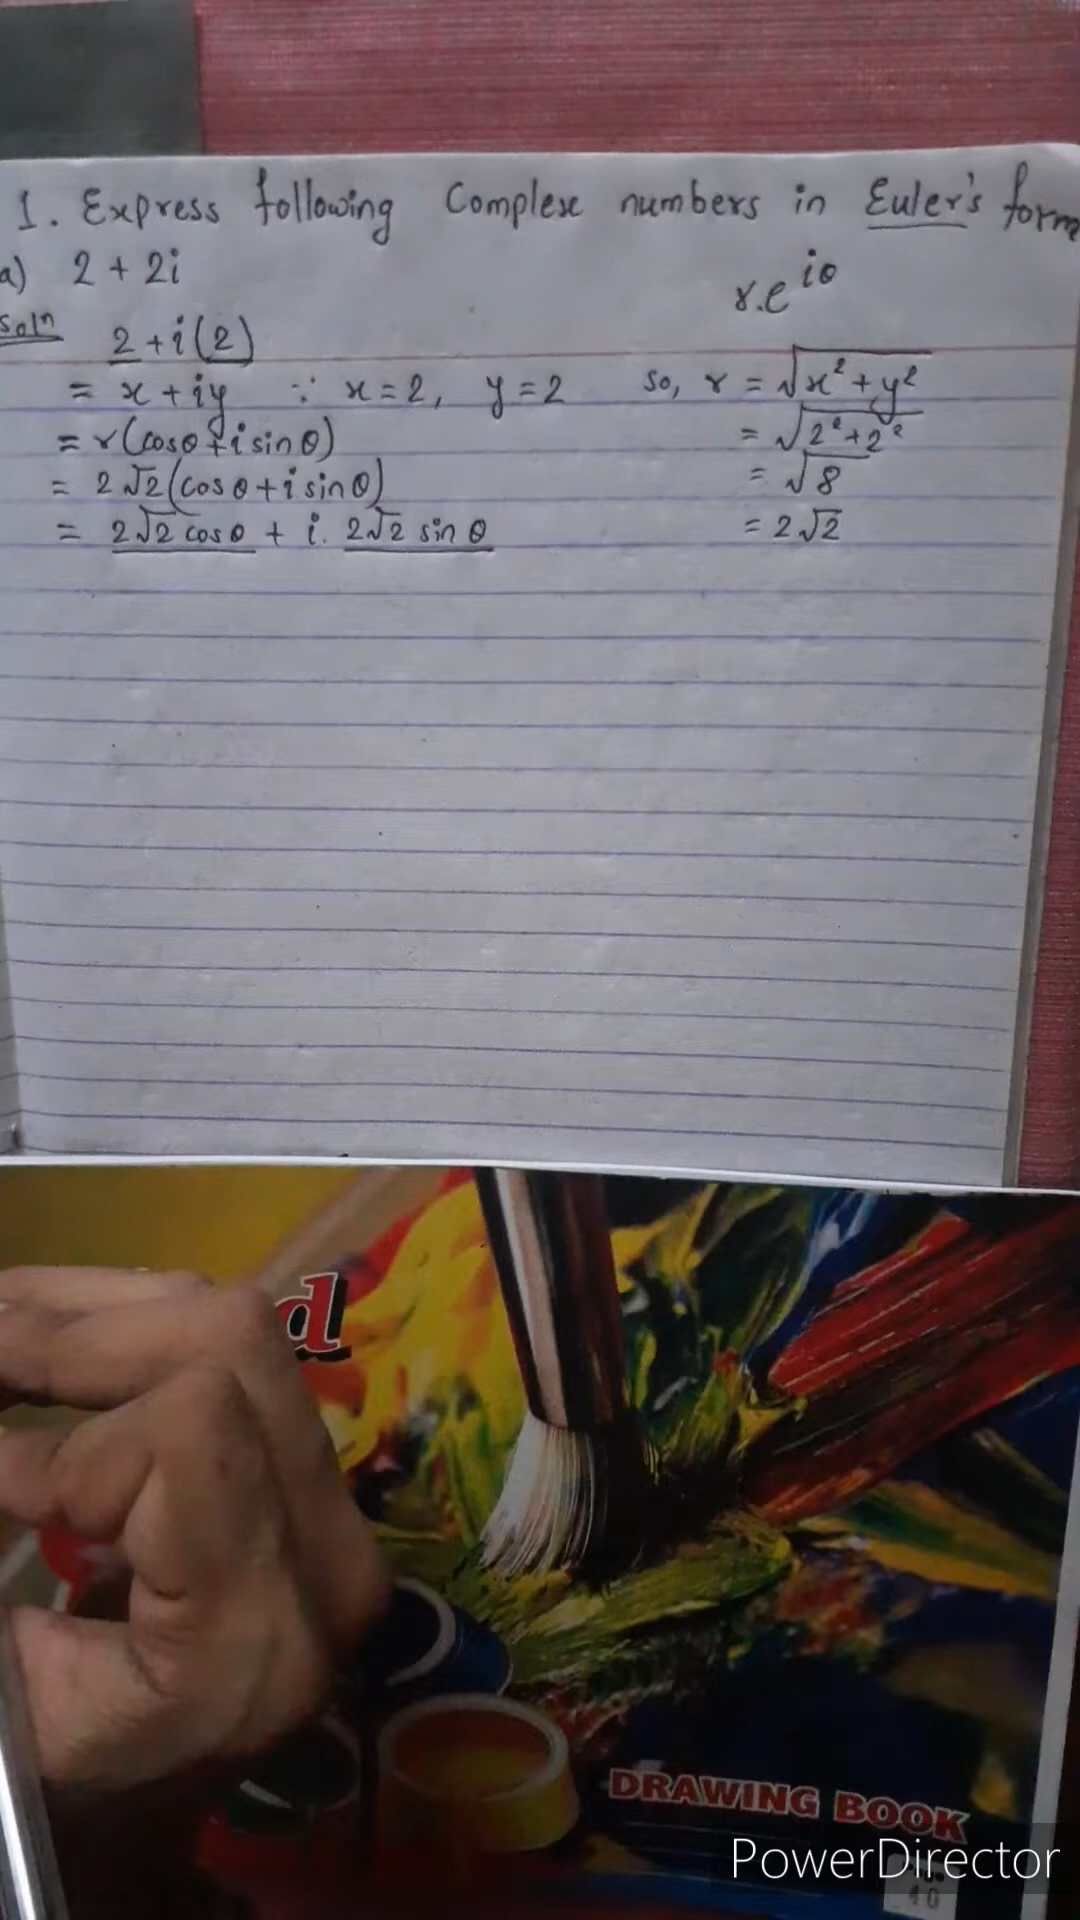 1. Express following Complex numbers in Euler's form
a) 2 + 2i
r.e^{iθ}
Soln
2 + i(2)
= x + iy ∵ x = 2, y = 2
so, r = √(x² + y²)
= r(cosθ + i sinθ)
= √(2² + 2²)
= 2√2(cosθ + i sinθ)
= √8
= 2√2 cosθ + i. 2√2 sinθ
= 2√2
d
DRAWING BOOK
PowerDirector